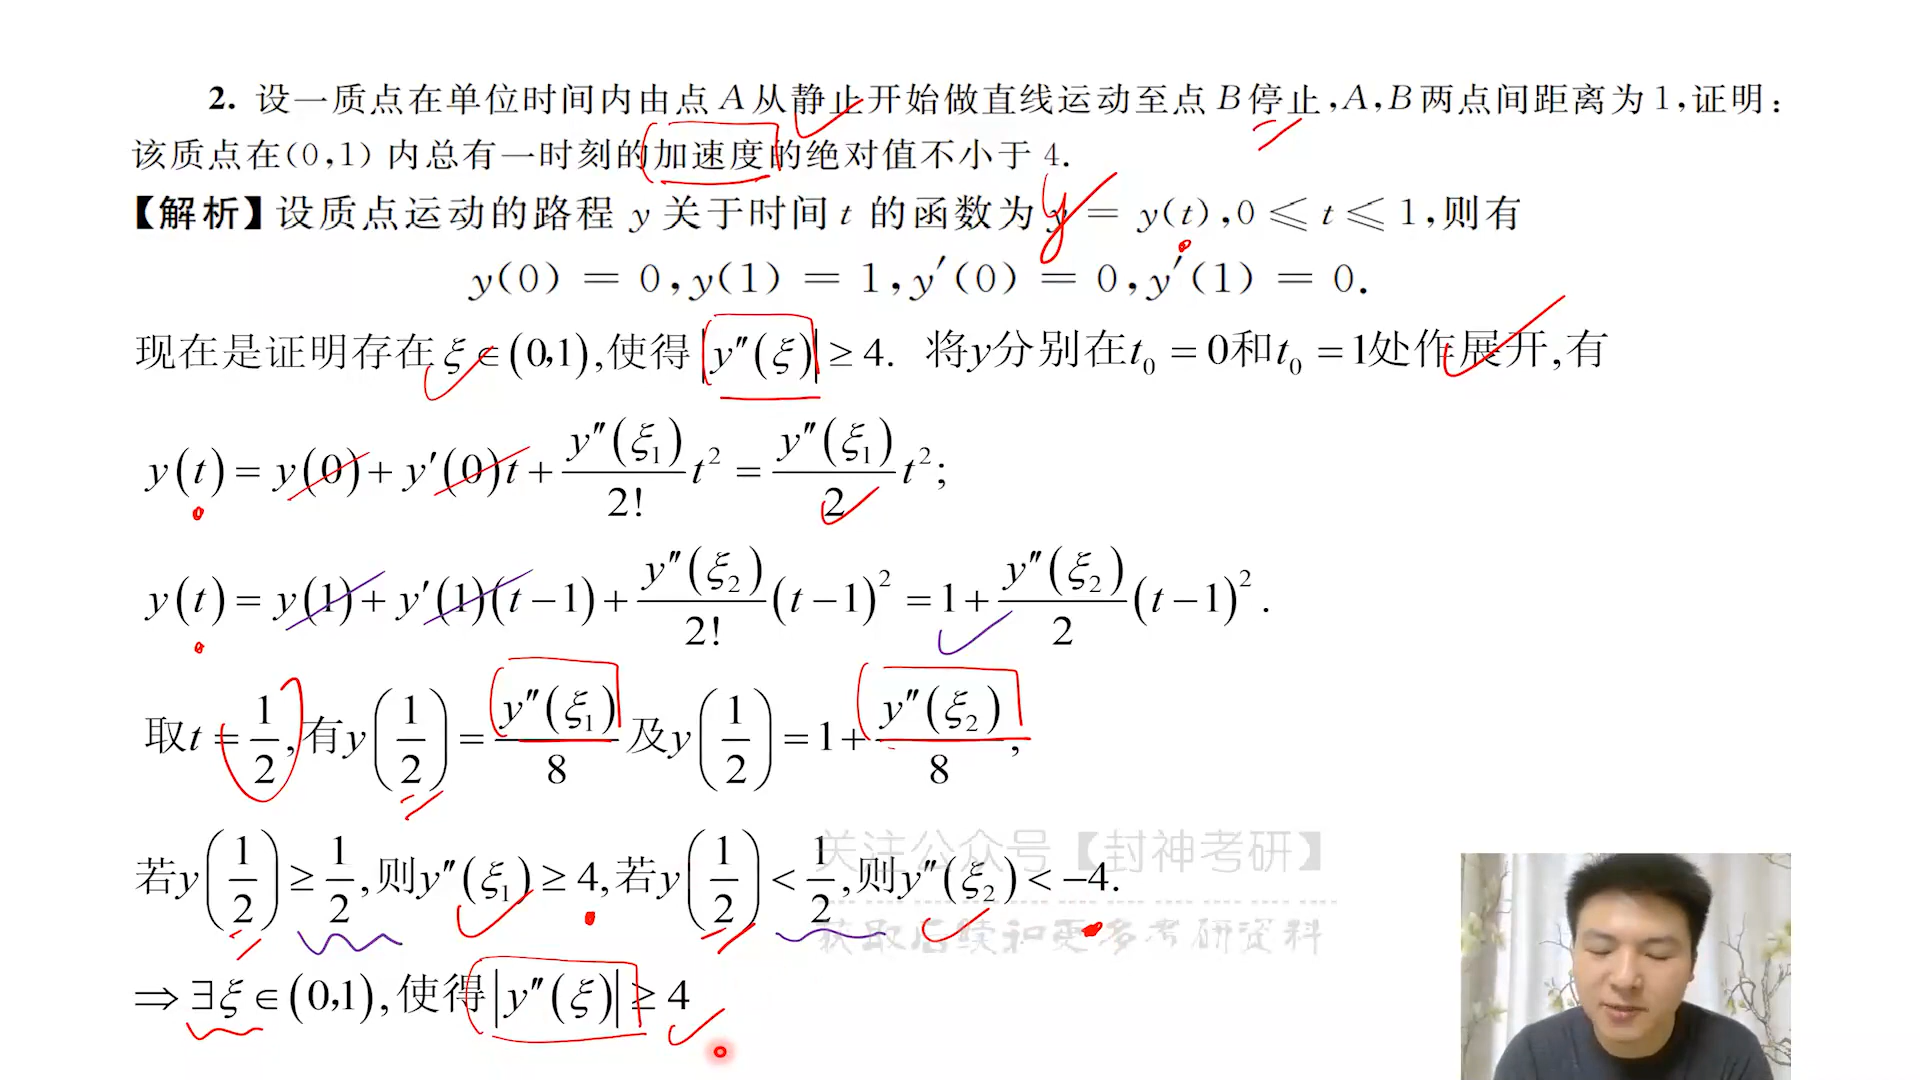 2. 设一质点在单位时间内由点 A 从静止开始做直线运动至点 B 停止,A,B 两点间距离为 1,证明:
该质点在(0,1) 内总有一时刻的加速度的绝对值不小于 4.
【解析】设质点运动的路程 y 关于时间 t 的函数为 y = y(t),0 ≤ t ≤ 1,则有
y(0) = 0,y(1) = 1,y′(0) = 0,y′(1) = 0.
现在是证明存在 ξ ∈ (0,1),使得 |y″(ξ)| ≥ 4. 将y分别在t₀ = 0和t₀ = 1处作展开,有
y(t) = y(0) + y′(0)t + y″(ξ₁)/2! t² = y″(ξ₁)/2 t²;
y(t) = y(1) + y′(1)(t − 1) + y″(ξ₂)/2! (t − 1)² = 1 + y″(ξ₂)/2 (t − 1)².
取t = 1/2,有y(1/2) = y″(ξ₁)/8 及y(1/2) = 1 + y″(ξ₂)/8,
若y(1/2) ≥ 1/2,则y″(ξ₁) ≥ 4,若y(1/2) < 1/2,则y″(ξ₂) < −4.
⇒ ∃ξ ∈ (0,1),使得|y″(ξ)| ≥ 4
关注公众号【封神考研】
获取后续和更多考研资料